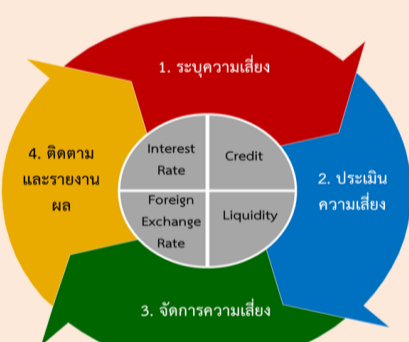 1. ระบุความเสี่ยง
2. ประเมิน
ความเสี่ยง
3. จัดการความเสี่ยง
4. ติดตาม
และรายงาน
ผล
Interest
Rate
Credit
Foreign
Exchange
Rate
Liquidity